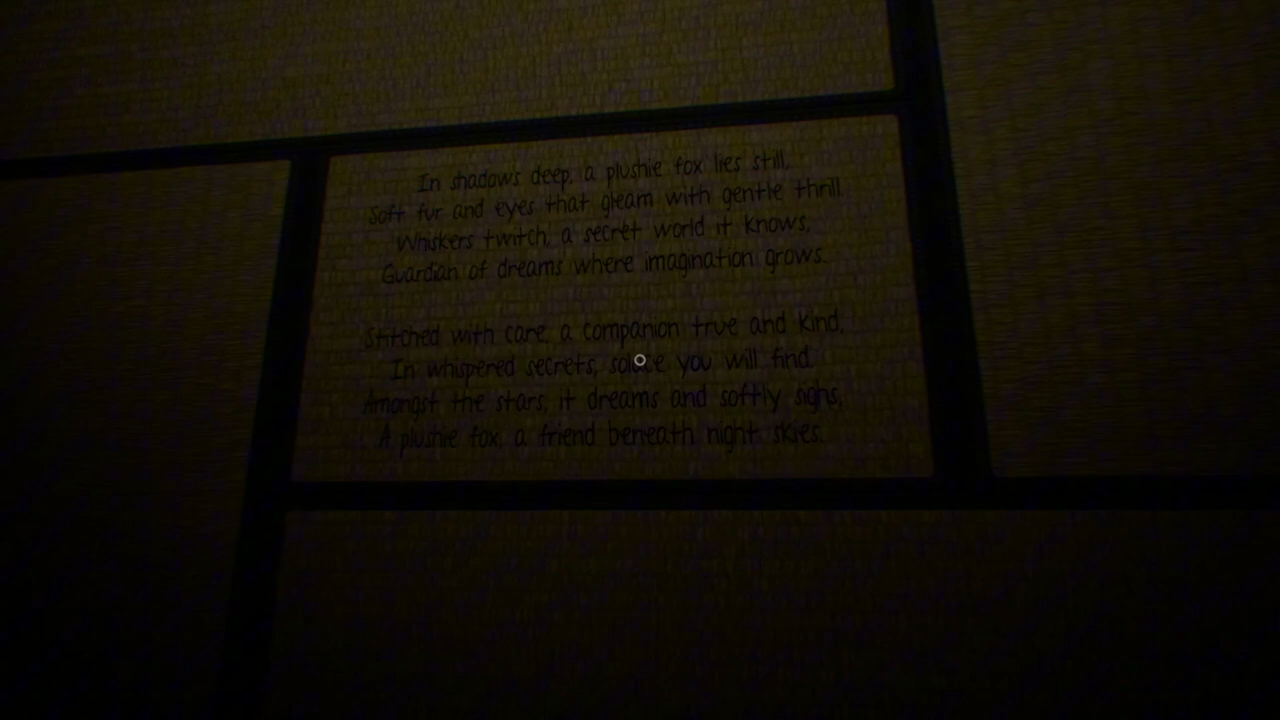 In shadows deep, a plushie fox lies still,
Soft fur and eyes that gleam with gentle thrill.
Whiskers twitch, a secret world it knows,
Guardian of dreams where imagination grows.
Stitched with care, a companion true and kind,
In whispered secrets, solace you will find.
Amongst the stars, it dreams and softly sighs,
A plushie fox, a friend beneath night skies.